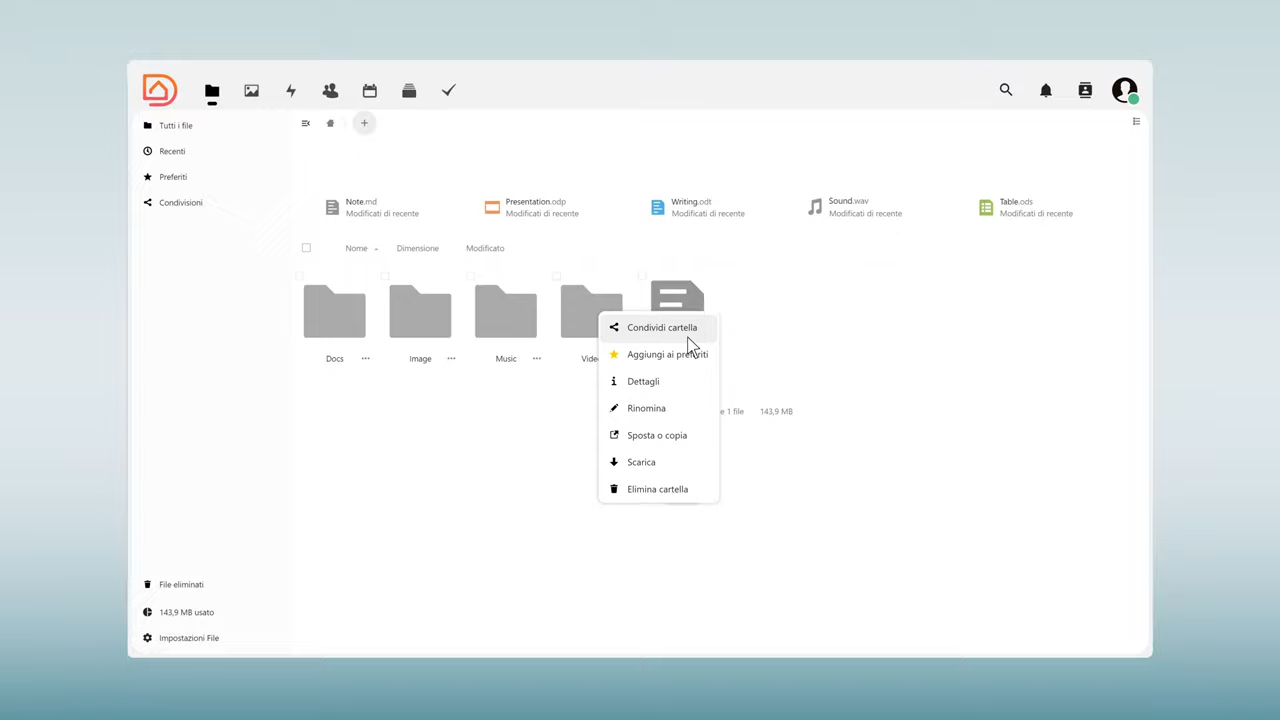 Tutti i file
Recenti
Preferiti
Condivisioni
Note.md
Modificati di recente
Presentation.odp
Modificati di recente
Writing.odt
Modificati di recente
Sound.wav
Modificati di recente
Table.ods
Modificati di recente
Nome
Dimensione
Modificato
Docs
Image
Music
Condividi cartella
Aggiungi ai preferiti
Dettagli
Rinomina
Sposta o copia
Scarica
Elimina cartella
e 1 file
143,9 MB
File eliminati
143,9 MB usato
Impostazioni File